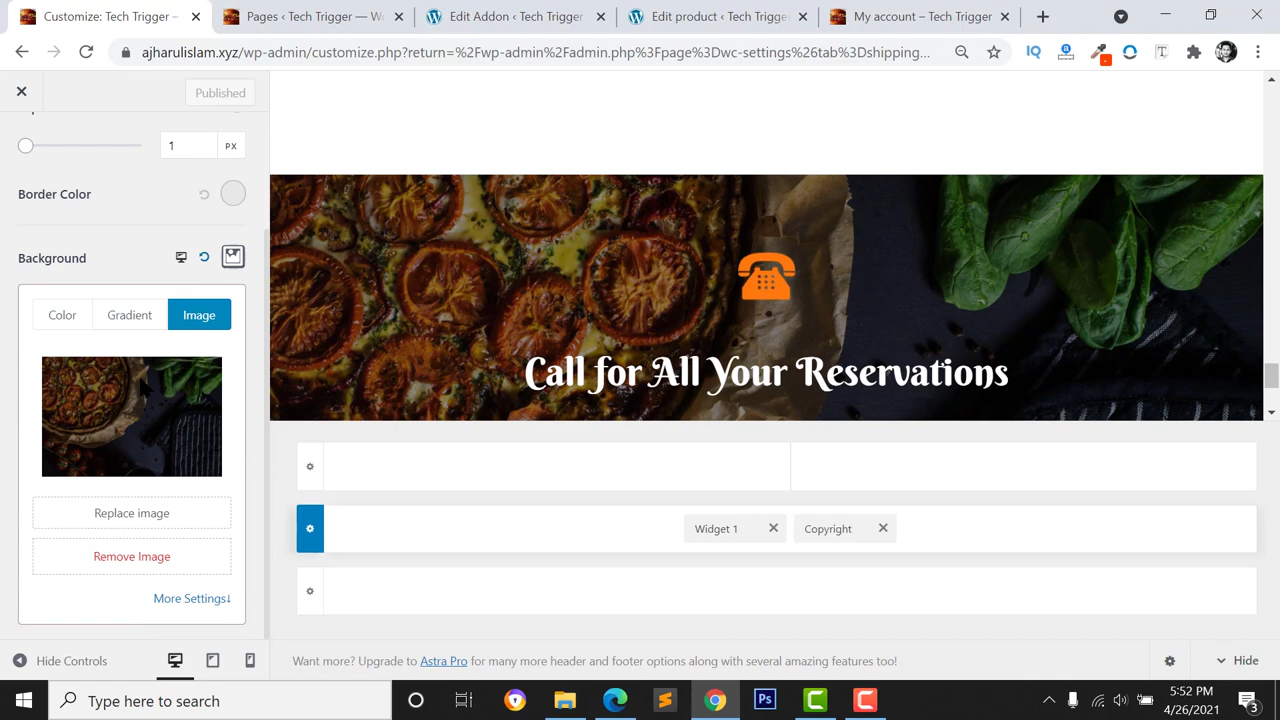 Customize: Tech Trigger –
Pages ‹ Tech Trigger — Wo
Edit Addon ‹ Tech Trigger
Edit product ‹ Tech Trigger
My account – Tech Trigger
ajharulislam.xyz/wp-admin/customize.php?return=%2Fwp-admin%2Fadmin.php%3Fpage%3Dwc-settings%26tab%3Dshipping...
Published
1
PX
Border Color
Background
Color
Gradient
Image
Replace image
Remove Image
More Settings↓
Call for All Your Reservations
Widget 1
Copyright
Hide Controls
Want more? Upgrade to Astra Pro for many more header and footer options along with several amazing features too!
Hide
Type here to search
5:52 PM
4/26/2021
3